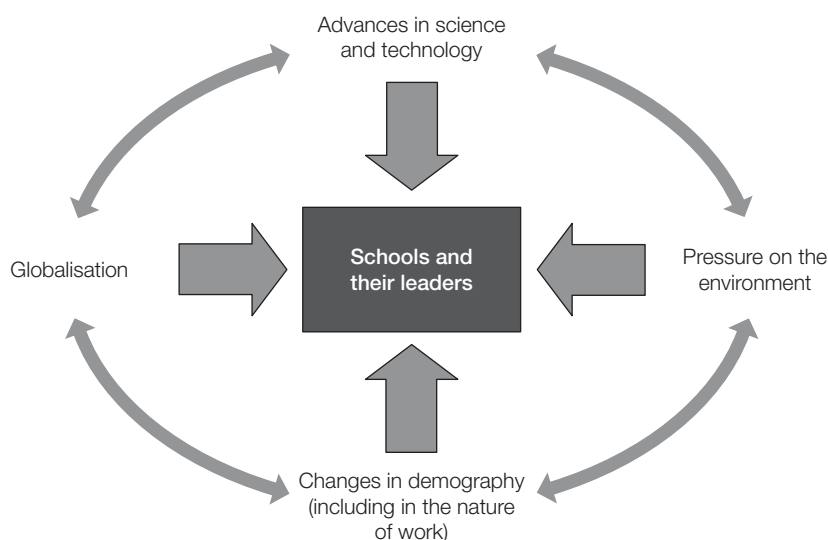 Advances in science
and technology
Globalisation
Schools and
their leaders
Pressure on the
environment
Changes in demography
(including in the nature
of work)